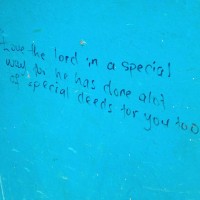 Love the lord in a special
way for he has done alot
of special deeds for you too